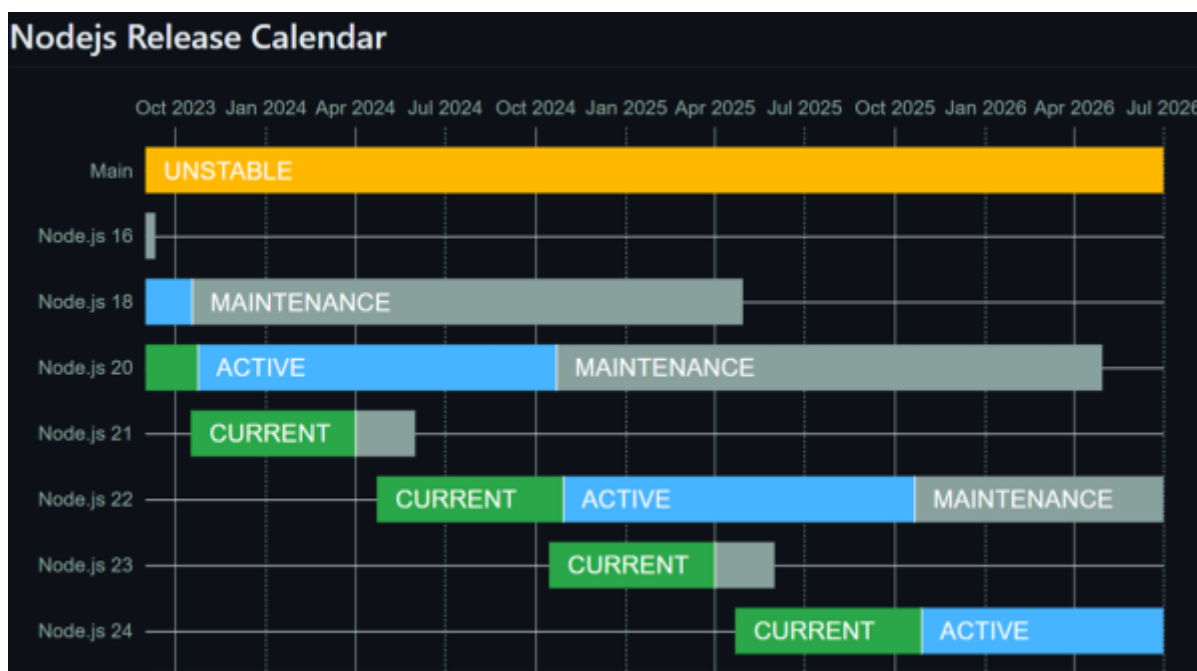 Nodejs Release Calendar
Oct 2023 Jan 2024 Apr 2024 Jul 2024 Oct 2024 Jan 2025 Apr 2025 Jul 2025 Oct 2025 Jan 2026 Apr 2026 Jul 2026
Main UNSTABLE
Node.js 16
Node.js 18 MAINTENANCE
Node.js 20 ACTIVE MAINTENANCE
Node.js 21 CURRENT
Node.js 22 CURRENT ACTIVE MAINTENANCE
Node.js 23 CURRENT
Node.js 24 CURRENT ACTIVE